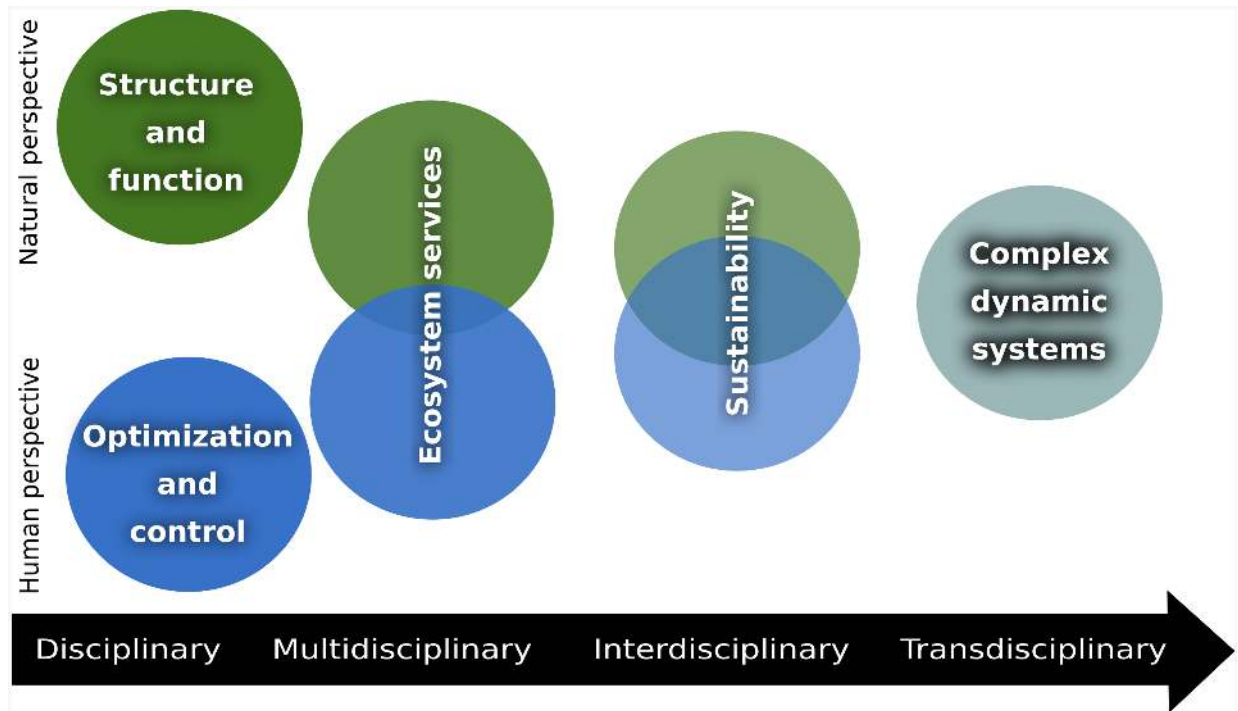 Natural perspective
Structure
and
function
Human perspective
Optimization
and
control
Ecosystem services
Sustainability
Complex
dynamic
systems
Disciplinary
Multidisciplinary
Interdisciplinary
Transdisciplinary